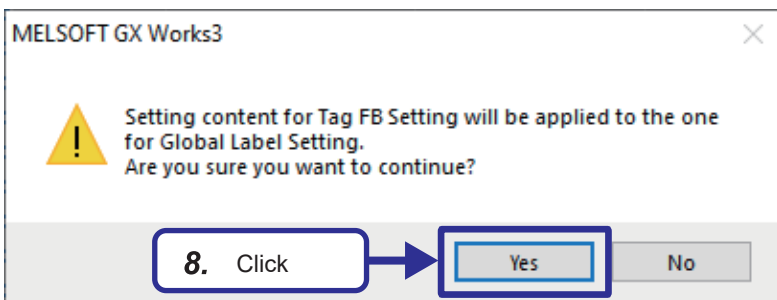 MELSOFT GX Works3
Setting content for Tag FB Setting will be applied to the one
for Global Label Setting.
Are you sure you want to continue?
8. Click
Yes
No